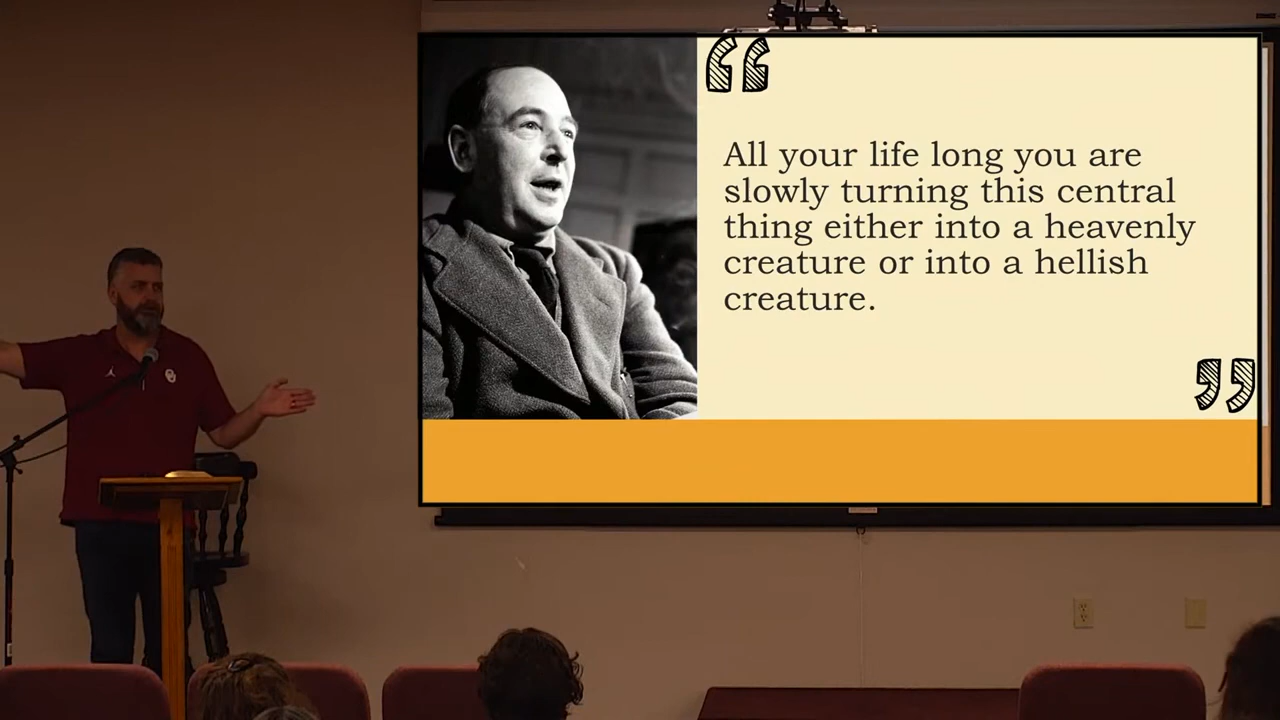 “
All your life long you are
slowly turning this central
thing either into a heavenly
creature or into a hellish
creature.
”